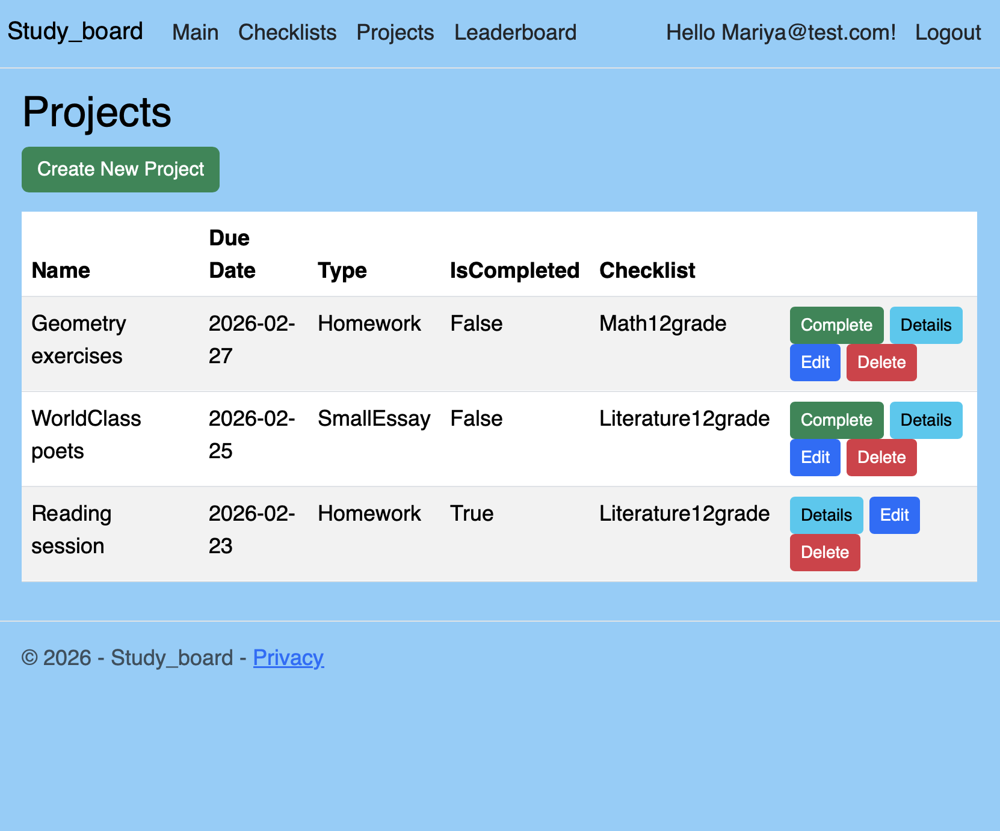 Study_board Main Checklists Projects Leaderboard Hello Mariya@test.com! Logout
Projects
Create New Project
Name Due Date Type IsCompleted Checklist
Geometry exercises 2026-02-27 Homework False Math12grade Complete Details Edit Delete
WorldClass poets 2026-02-25 SmallEssay False Literature12grade Complete Details Edit Delete
Reading session 2026-02-23 Homework True Literature12grade Details Edit Delete
© 2026 - Study_board - Privacy